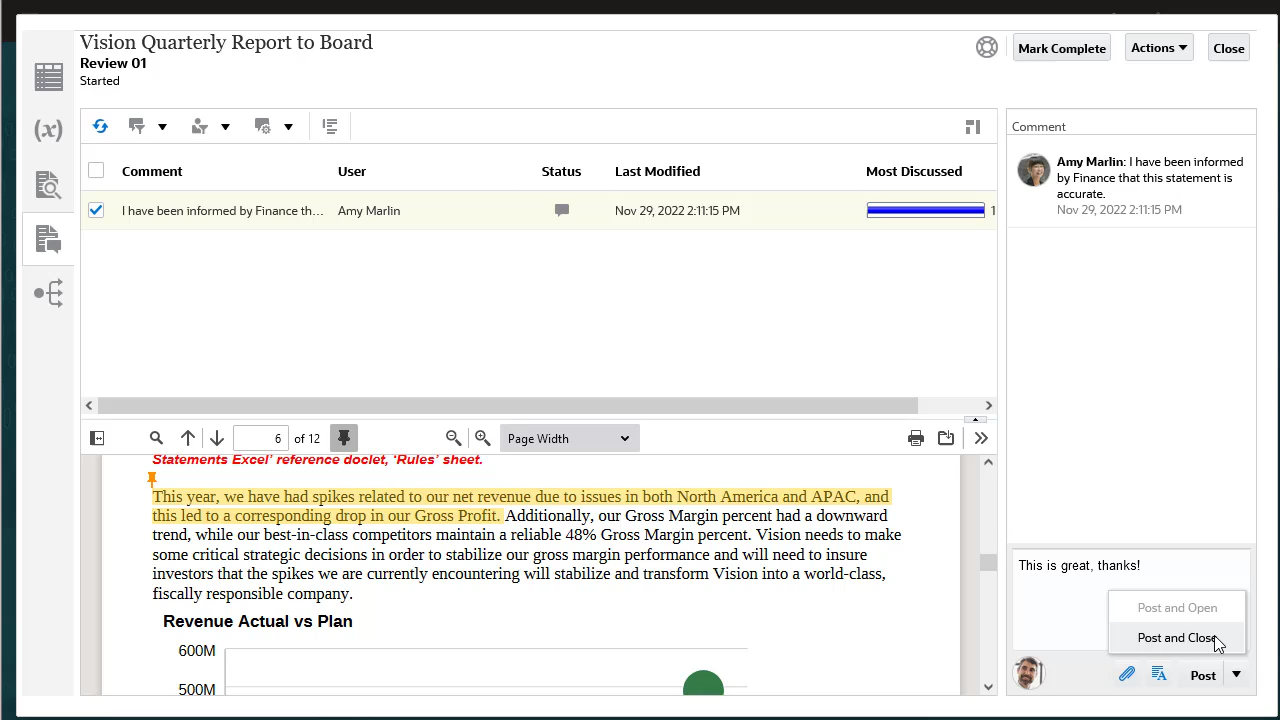 Vision Quarterly Report to Board
Review 01
Started
Mark Complete
Actions
Close
(x)
Comment
User
Status
Last Modified
Most Discussed
I have been informed by Finance th...
Amy Marlin
Nov 29, 2022 2:11:15 PM
1
6 of 12
Page Width
Statements Excel' reference doclet, 'Rules' sheet.
This year, we have had spikes related to our net revenue due to issues in both North America and APAC, and
this led to a corresponding drop in our Gross Profit. Additionally, our Gross Margin percent had a downward
trend, while our best-in-class competitors maintain a reliable 48% Gross Margin percent. Vision needs to make
some critical strategic decisions in order to stabilize our gross margin performance and will need to insure
investors that the spikes we are currently encountering will stabilize and transform Vision into a world-class,
fiscally responsible company.
Revenue Actual vs Plan
600M
500M
Comment
Amy Marlin: I have been informed
by Finance that this statement is
accurate.
Nov 29, 2022 2:11:15 PM
This is great, thanks!
Post and Open
Post and Close
Post